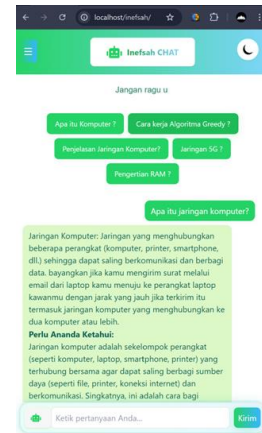 localhost/inefsah/
Inefsah CHAT
Jangan ragu u
Apa itu Komputer ?
Cara kerja Algoritma Greedy ?
Penjelasan Jaringan Komputer?
Jaringan 5G ?
Pengertian RAM ?
Apa itu jaringan komputer?
Jaringan Komputer: Jaringan yang menghubungkan
beberapa perangkat (komputer, printer, smartphone,
dll.) sehingga dapat saling berkomunikasi dan berbagi
data. bayangkan jika kamu mengirim surat melalui
email dari laptop kamu menuju ke perangkat laptop
kawanmu dengan jarak yang jauh jika terkirim itu
termasuk jaringan komputer yang menghubungkan ke
dua komputer atau lebih.
Perlu Ananda Ketahui:
Jaringan komputer adalah sekelompok perangkat
(seperti komputer, laptop, smartphone, printer) yang
terhubung bersama agar dapat saling berbagi sumber
daya (seperti file, printer, koneksi internet) dan
berkomunikasi. Singkatnya, ini adalah cara bagi
Ketik pertanyaan Anda...
Kirim